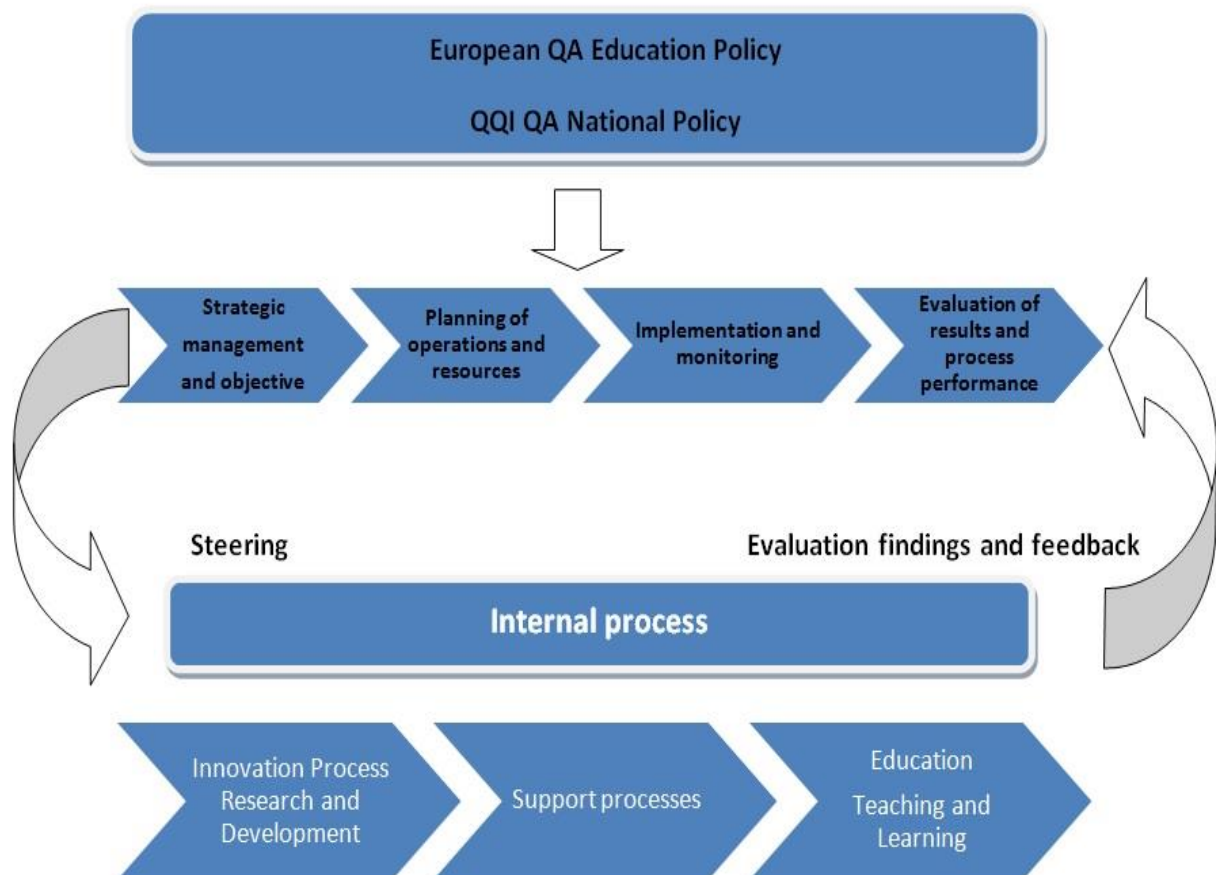 European QA Education Policy
QQI QA National Policy
Strategic
management
and objective
Planning of
operations and
resources
Implementation and
monitoring
Evaluation of
results and
process
performance
Steering
Evaluation findings and feedback
Internal process
Innovation Process
Research and
Development
Support processes
Education
Teaching and
Learning